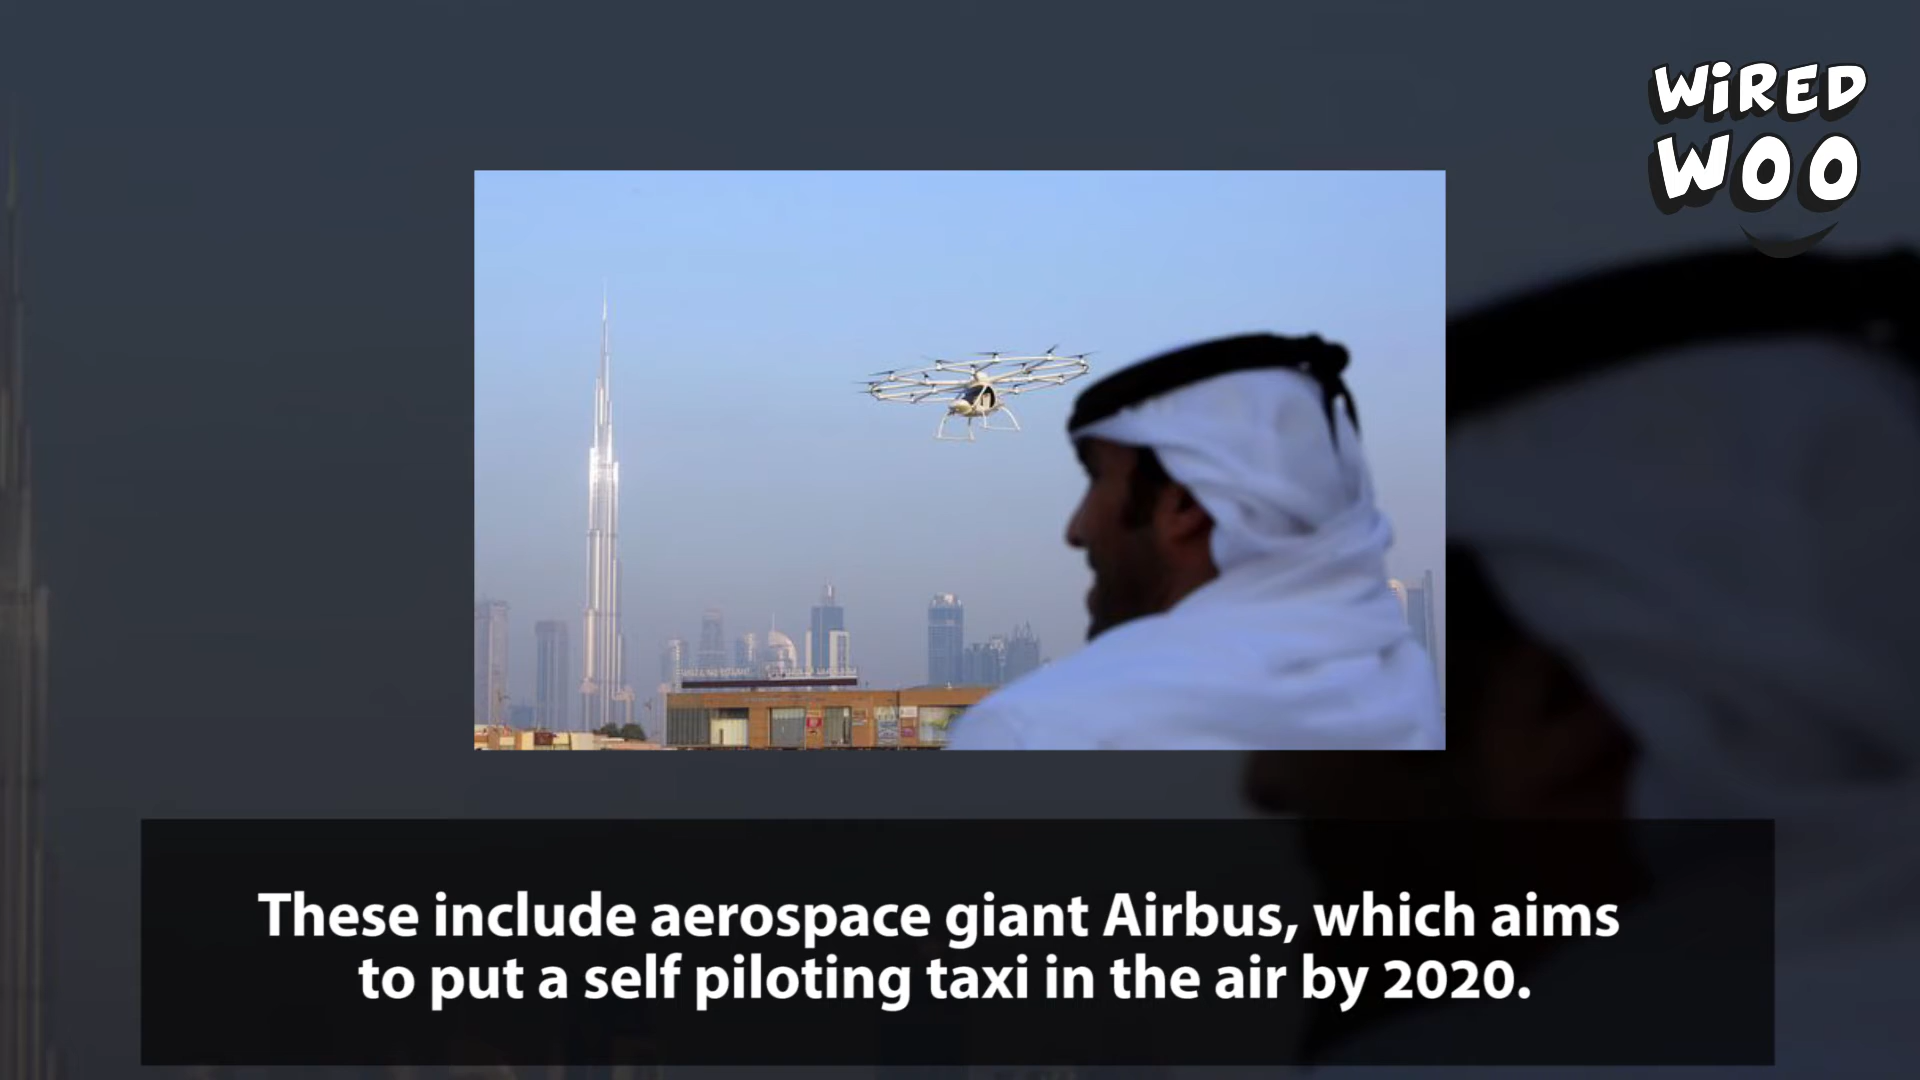 WiRED
WOO
These include aerospace giant Airbus, which aims
to put a self piloting taxi in the air by 2020.